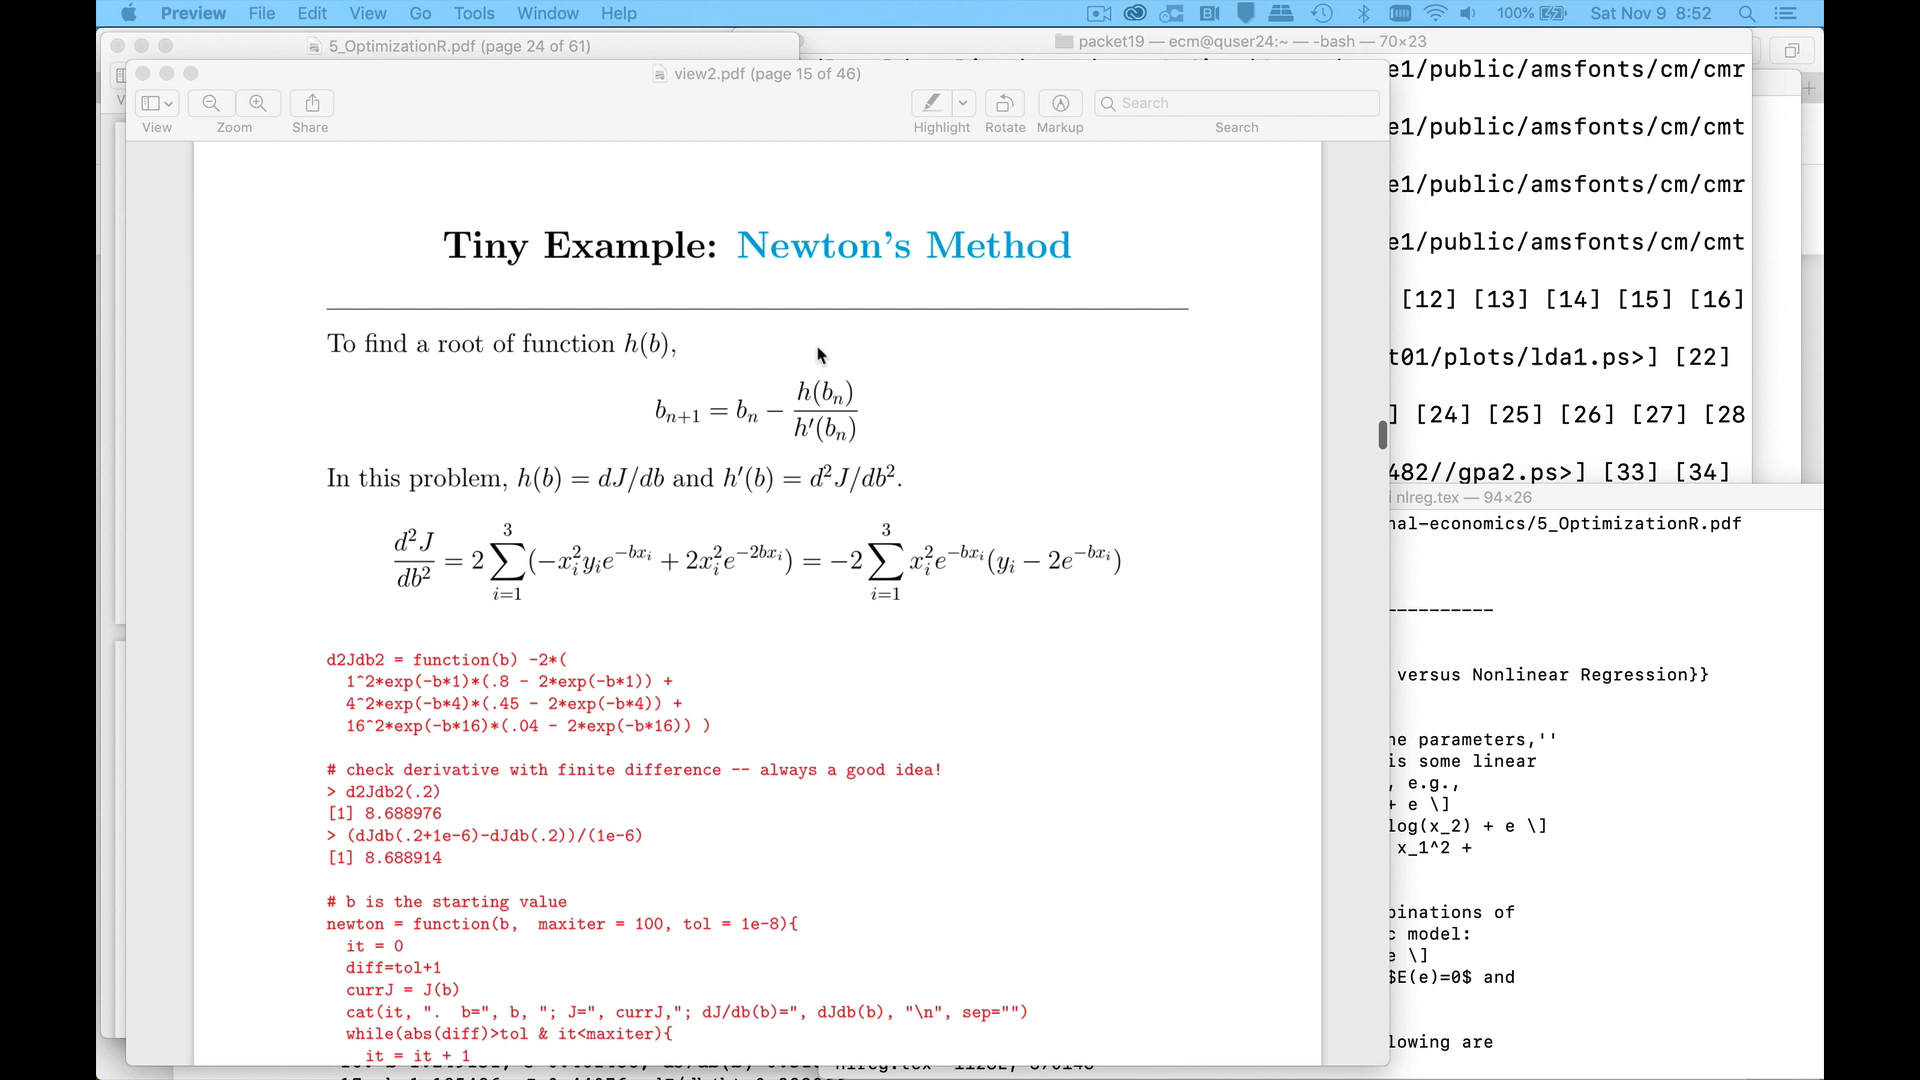 Preview File Edit View Go Tools Window Help 100% Sat Nov 9 8:52
5_OptimizationR.pdf (page 24 of 61)
packet19 — ecm@quser24:~ — -bash — 70×23
view2.pdf (page 15 of 46)
Search
View Zoom Share Highlight Rotate Markup Search
Tiny Example: Newton's Method
To find a root of function h(b),
b_{n+1} = b_n − h(b_n) / h′(b_n)
In this problem, h(b) = dJ/db and h′(b) = d²J/db².
d²J/db² = 2 ∑_{i=1}^{3} (−x_i² y_i e^{−bx_i} + 2x_i² e^{−2bx_i}) = −2 ∑_{i=1}^{3} x_i² e^{−bx_i} (y_i − 2e^{−bx_i})
d2Jdb2 = function(b) -2*(
1^2*exp(-b*1)*(.8 - 2*exp(-b*1)) +
4^2*exp(-b*4)*(.45 - 2*exp(-b*4)) +
16^2*exp(-b*16)*(.04 - 2*exp(-b*16)) )
# check derivative with finite difference -- always a good idea!
> d2Jdb2(.2)
[1] 8.688976
> (dJdb(.2+1e-6)-dJdb(.2))/(1e-6)
[1] 8.688914
# b is the starting value
newton = function(b, maxiter = 100, tol = 1e-8){
it = 0
diff=tol+1
currJ = J(b)
cat(it, ". b=", b, "; J=", currJ,"; dJ/db(b)=", dJdb(b), "\n", sep="")
while(abs(diff)>tol & it<maxiter){
it = it + 1
e1/public/amsfonts/cm/cmr
e1/public/amsfonts/cm/cmt
e1/public/amsfonts/cm/cmr
e1/public/amsfonts/cm/cmt
[12] [13] [14] [15] [16]
t01/plots/lda1.ps>] [22]
] [24] [25] [26] [27] [28
482//gpa2.ps>] [33] [34]
nlreg.tex — 94×26
nal-economics/5_OptimizationR.pdf
----------
versus Nonlinear Regression}}
he parameters,''
is some linear
, e.g.,
+ e \]
log(x_2) + e \]
x_1^2 +
binations of
c model:
e \]
$E(e)=0$ and
lowing are